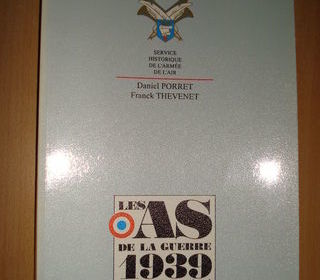 SERVICE
HISTORIQUE
DE L'ARMÉE
DE L'AIR
Daniel PORRET
Franck THEVENET
LES AS
DE LA GUERRE
1939